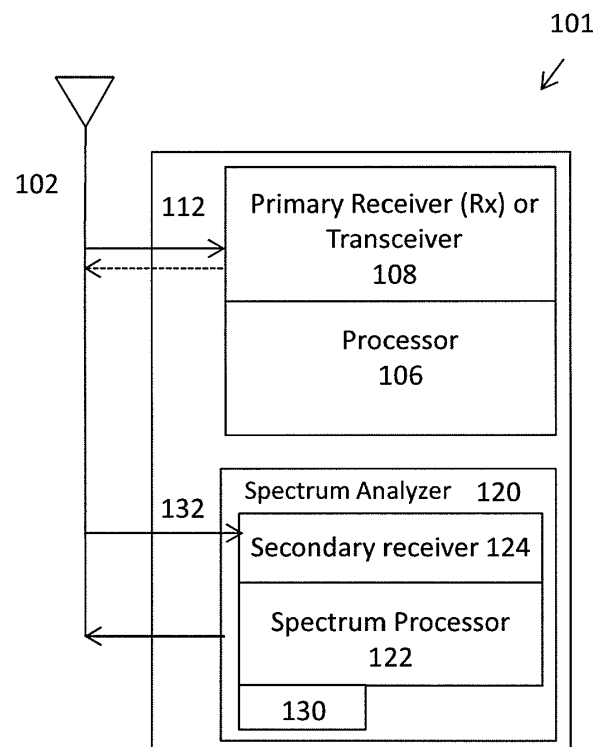 101
102
112
Primary Receiver (Rx) or
Transceiver
108
Processor
106
Spectrum Analyzer 120
132
Secondary receiver 124
Spectrum Processor
122
130